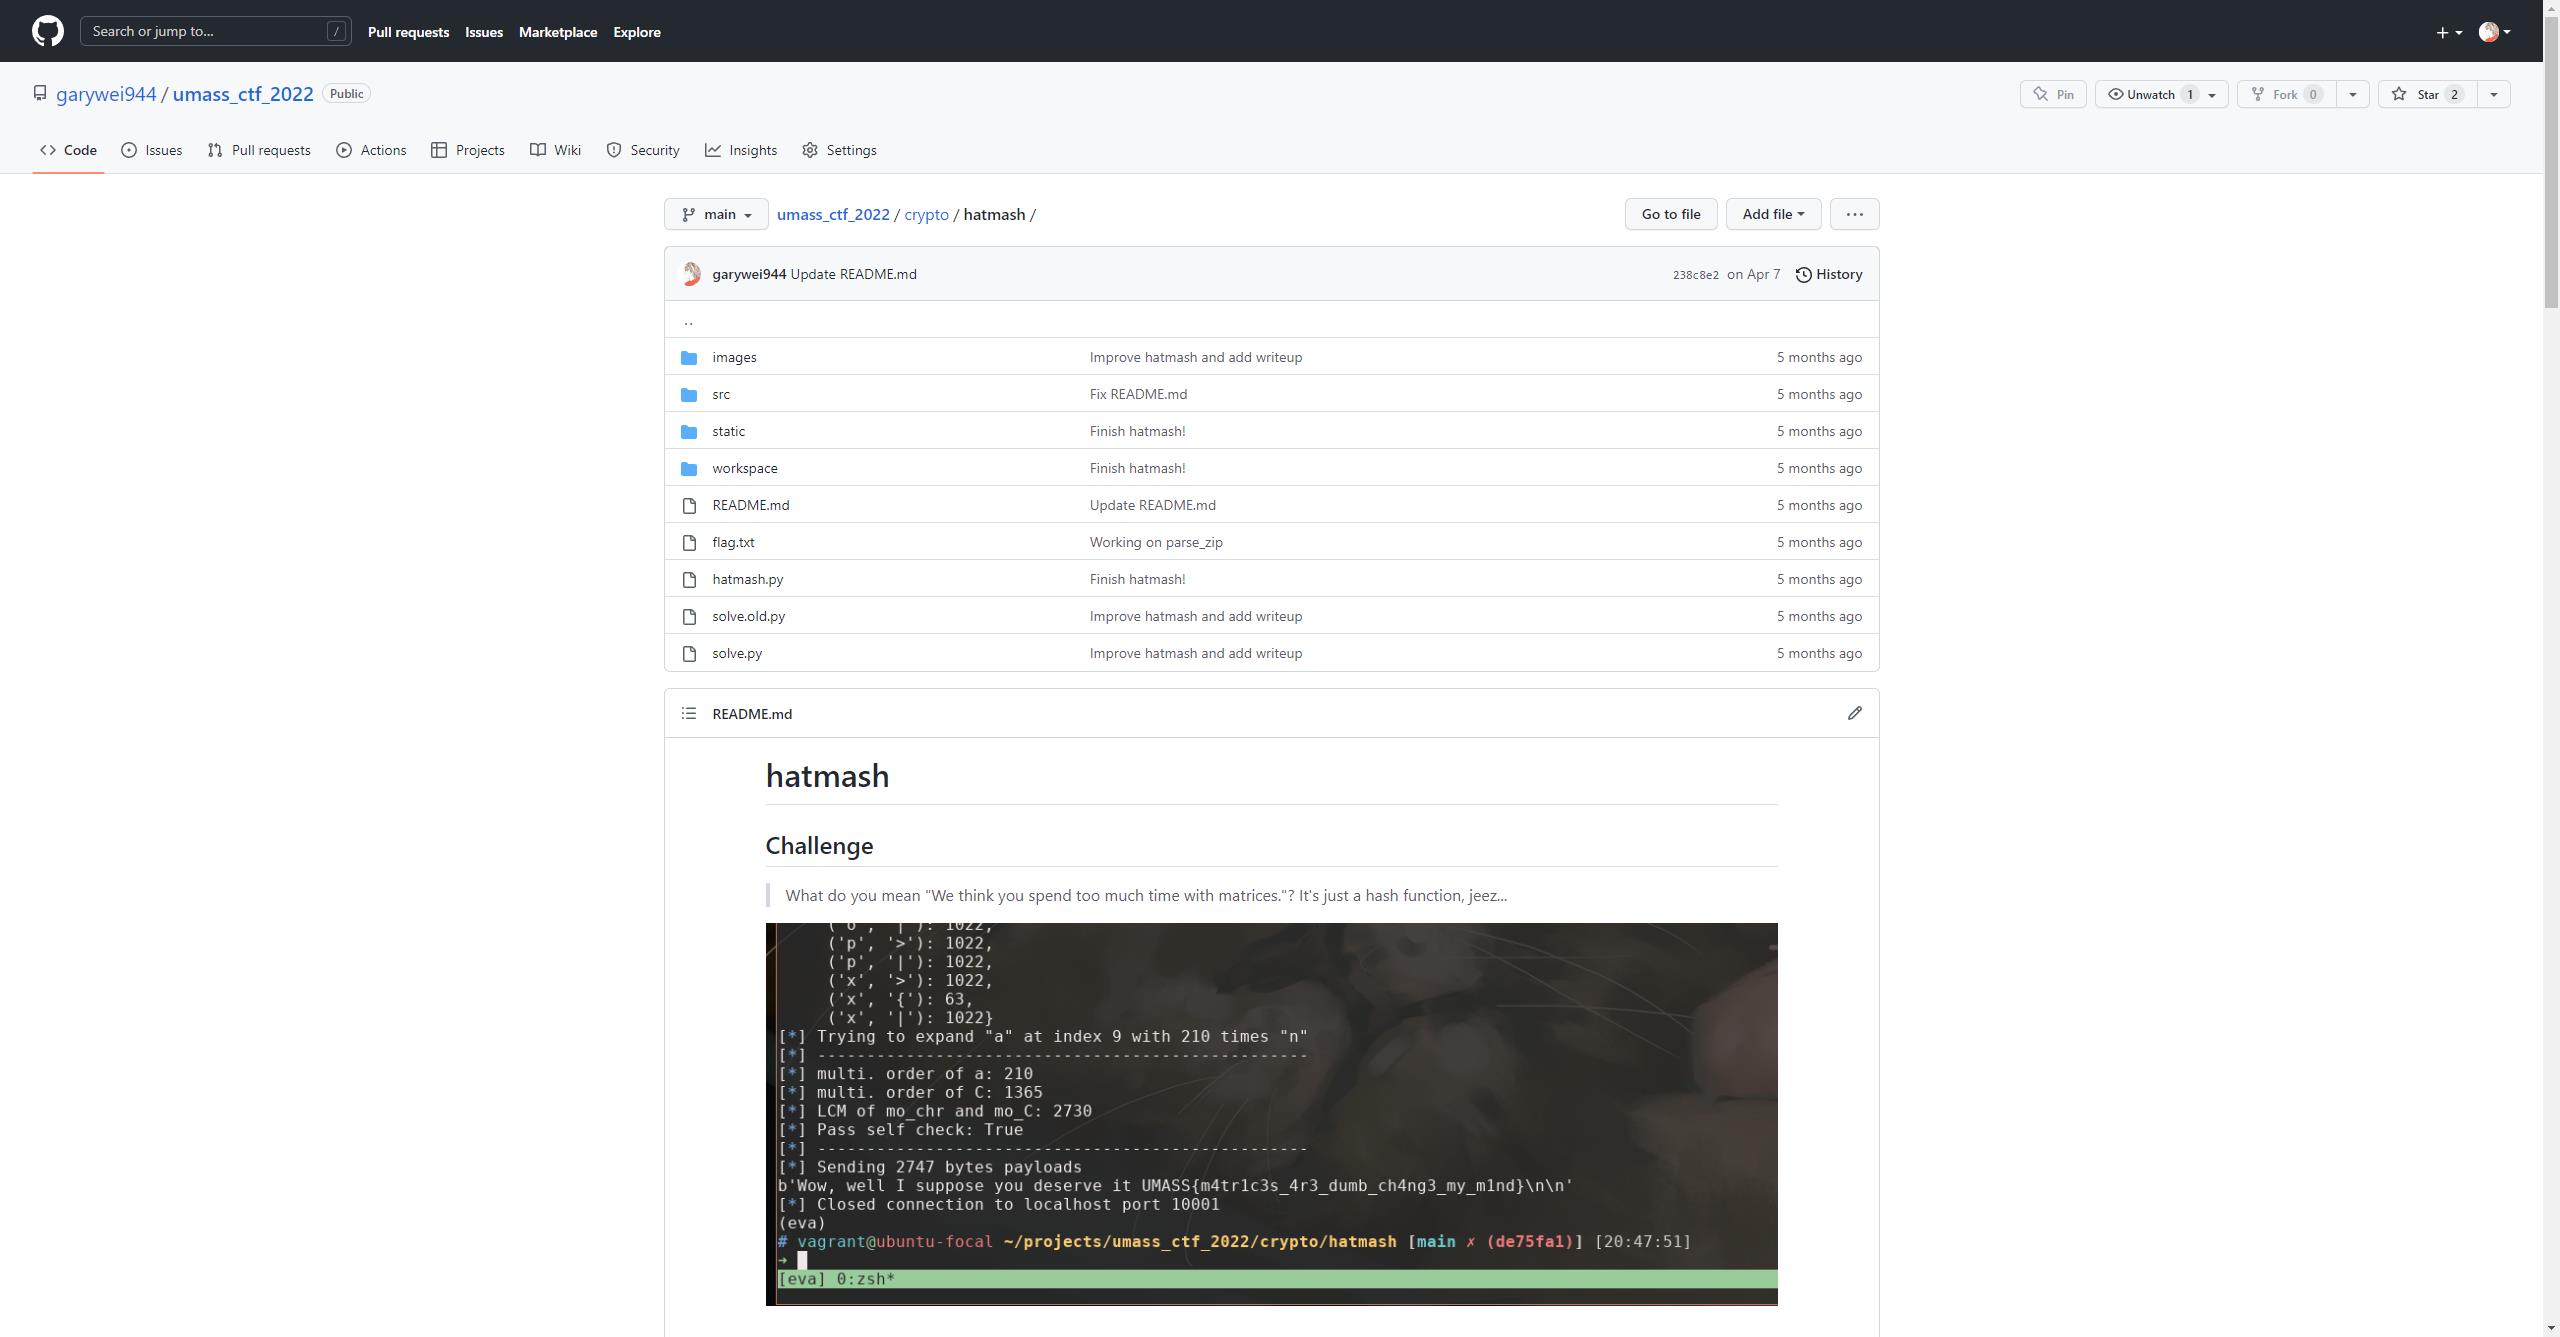 Search or jump to... /
Pull requests Issues Marketplace Explore
garywei944 / umass_ctf_2022 Public
Pin Unwatch 1 Fork 0 Star 2
Code Issues Pull requests Actions Projects Wiki Security Insights Settings
main umass_ctf_2022 / crypto / hatmash /
Go to file Add file ...
garywei944 Update README.md 238c8e2 on Apr 7 History
..
images Improve hatmash and add writeup 5 months ago
src Fix README.md 5 months ago
static Finish hatmash! 5 months ago
workspace Finish hatmash! 5 months ago
README.md Update README.md 5 months ago
flag.txt Working on parse_zip 5 months ago
hatmash.py Finish hatmash! 5 months ago
solve.old.py Improve hatmash and add writeup 5 months ago
solve.py Improve hatmash and add writeup 5 months ago
README.md
hatmash
Challenge
What do you mean "We think you spend too much time with matrices."? It's just a hash function, jeez...
('o', '|'): 1022,
('p', '>'): 1022,
('p', '|'): 1022,
('x', '>'): 1022,
('x', '{'): 63,
('x', '|'): 1022}
[*] Trying to expand "a" at index 9 with 210 times "n"
[*] --------------------------------------------------
[*] multi. order of a: 210
[*] multi. order of C: 1365
[*] LCM of mo_chr and mo_C: 2730
[*] Pass self check: True
[*] --------------------------------------------------
[*] Sending 2747 bytes payloads
b'Wow, well I suppose you deserve it UMASS{m4tr1c3s_4r3_dumb_ch4ng3_my_m1nd}\n\n'
[*] Closed connection to localhost port 10001
(eva)
# vagrant@ubuntu-focal ~/projects/umass_ctf_2022/crypto/hatmash [main ✗ (de75fa1)] [20:47:51]
➜
[eva] 0:zsh*